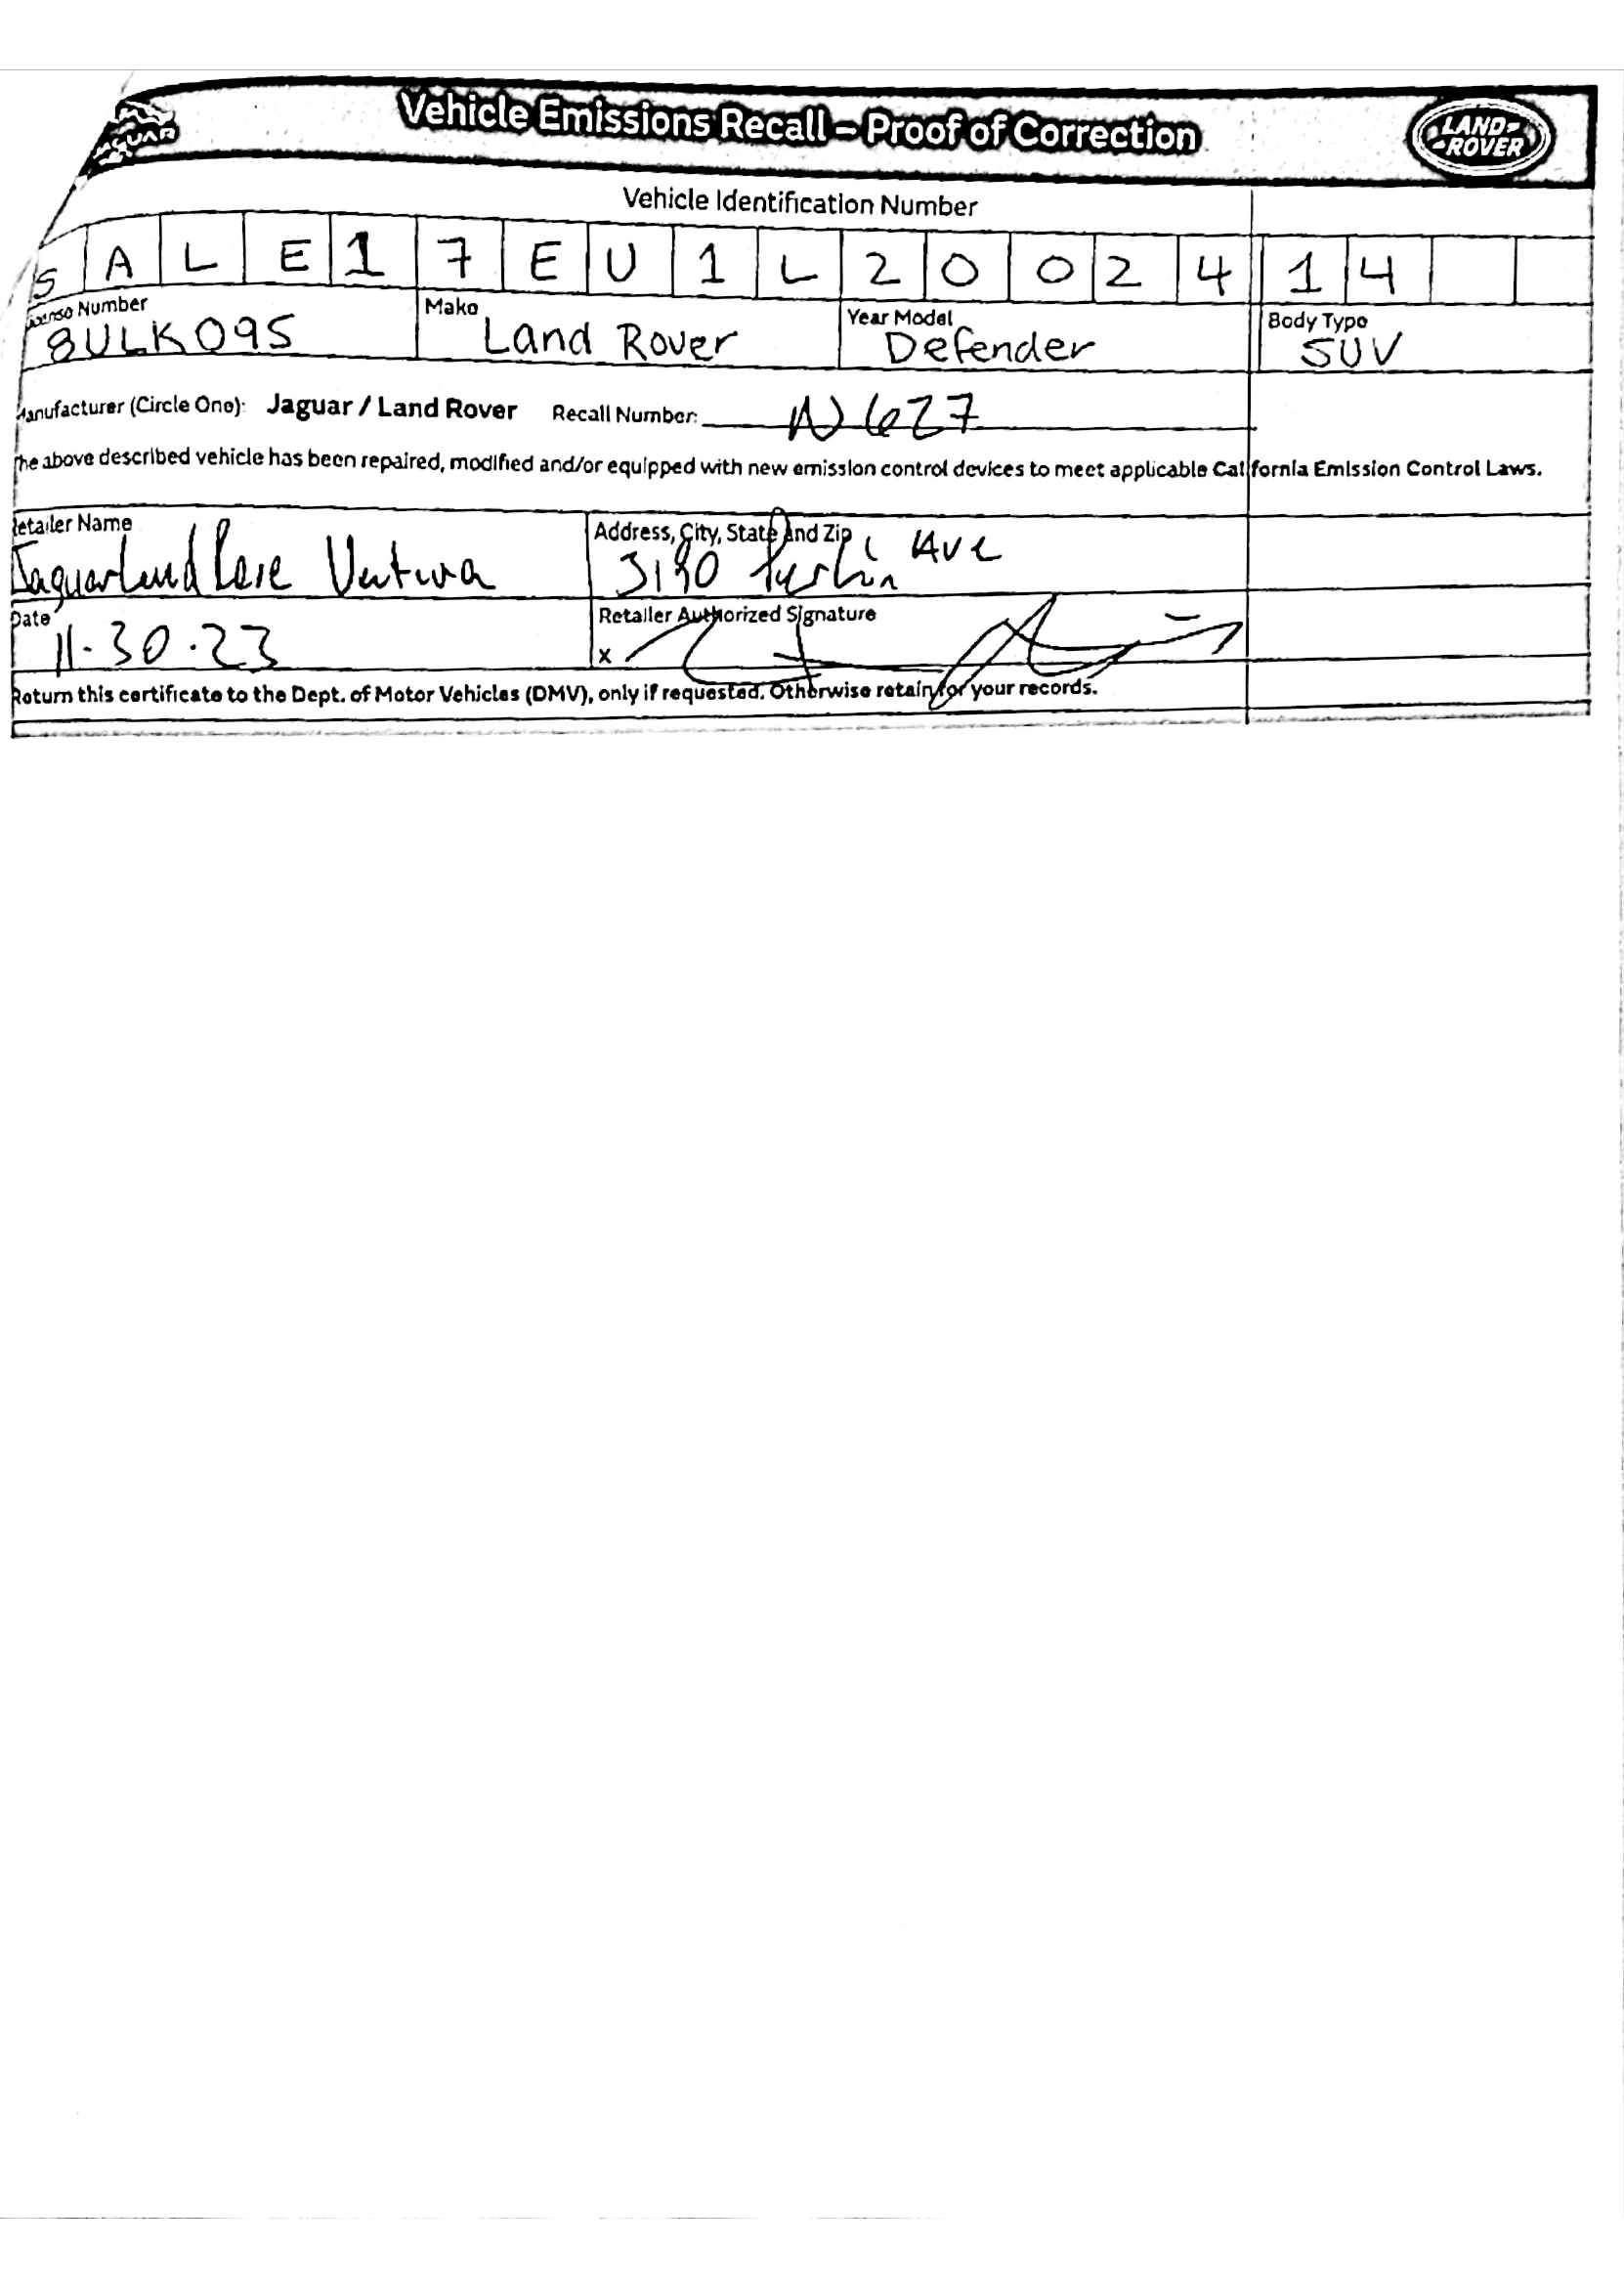 Vehicle Emissions Recall – Proof of Correction
LAND-
-ROVER
Vehicle Identification Number
S A L E 1 7 E U 1 L 2 0 0 2 4 1 4
Number Make Year Model Body Type
8ULK095 Land Rover Defender SUV
Manufacturer (Circle One): Jaguar / Land Rover Recall Number: N627
The above described vehicle has been repaired, modified and/or equipped with new emission control devices to meet applicable California Emission Control Laws.
Retailer Name Address, City, State and Zip
Jaguar Land Ventura 3190 Ave
Date Retailer Authorized Signature
11-30-23 x
Return this certificate to the Dept. of Motor Vehicles (DMV), only if requested. Otherwise retain for your records.